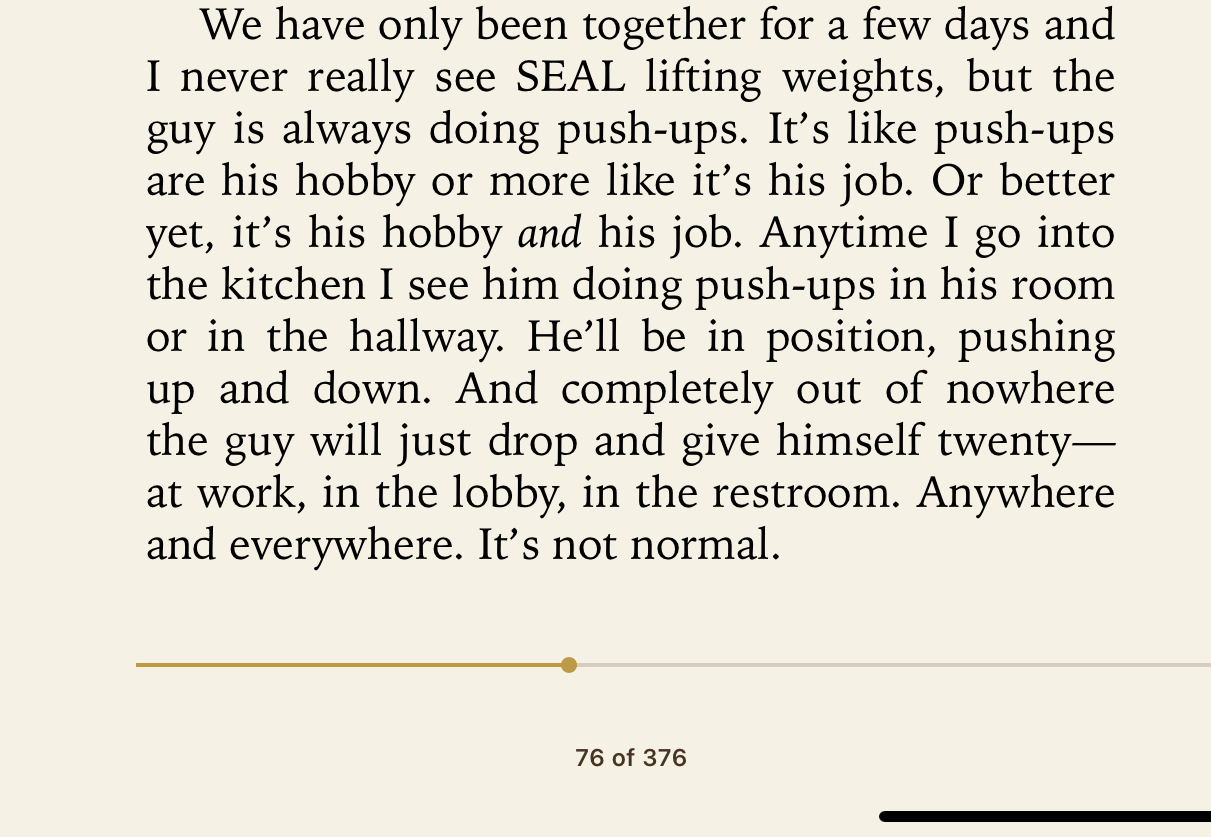 We have only been together for a few days and
I never really see SEAL lifting weights, but the
guy is always doing push-ups. It’s like push-ups
are his hobby or more like it’s his job. Or better
yet, it’s his hobby and his job. Anytime I go into
the kitchen I see him doing push-ups in his room
or in the hallway. He’ll be in position, pushing
up and down. And completely out of nowhere
the guy will just drop and give himself twenty—
at work, in the lobby, in the restroom. Anywhere
and everywhere. It’s not normal.
76 of 376